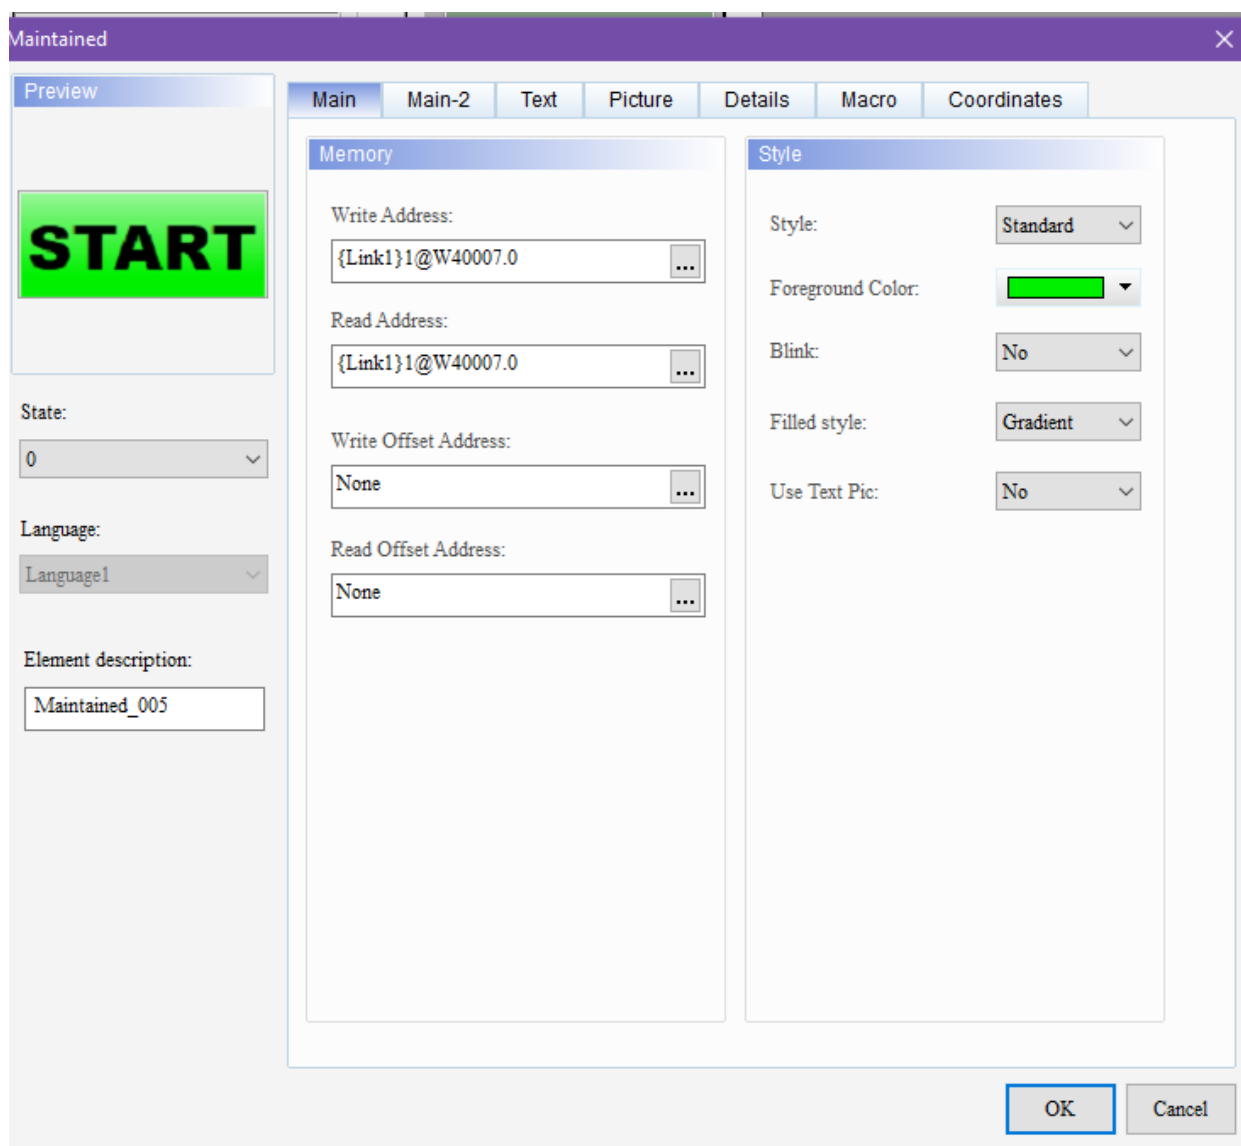 Maintained
Preview
START
State:
0
Language:
Language1
Element description:
Maintained_005
Main
Main-2
Text
Picture
Details
Macro
Coordinates
Memory
Write Address:
{Link1}1@W40007.0
...
Read Address:
{Link1}1@W40007.0
...
Write Offset Address:
None
...
Read Offset Address:
None
...
Style
Style:
Standard
Foreground Color:
Blink:
No
Filled style:
Gradient
Use Text Pic:
No
OK
Cancel